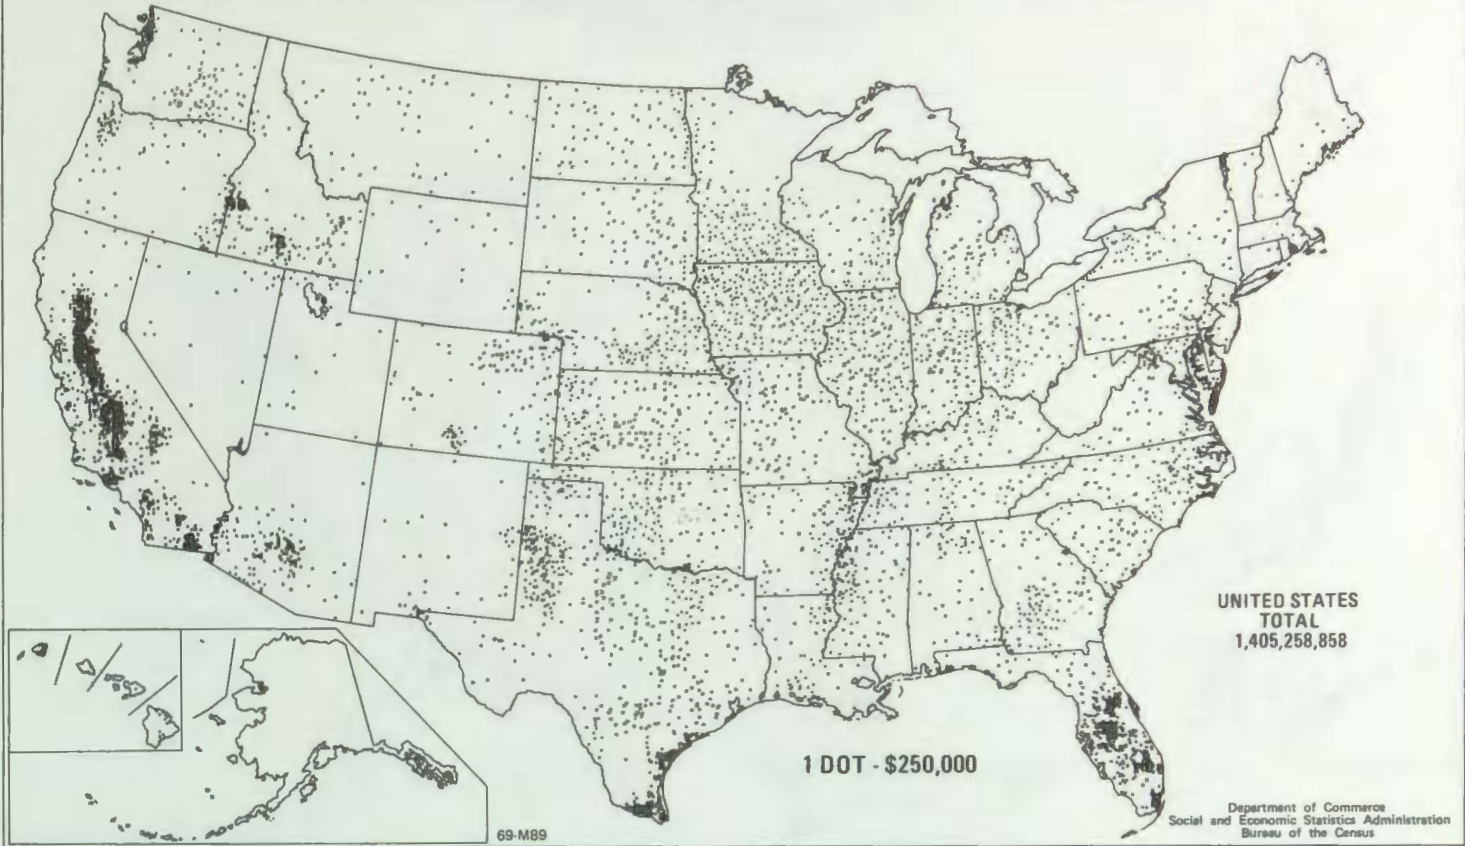 UNITED STATES
TOTAL
1,405,258,858
1 DOT - $250,000
Department of Commerce
Social and Economic Statistics Administration
Bureau of the Census
69-M89